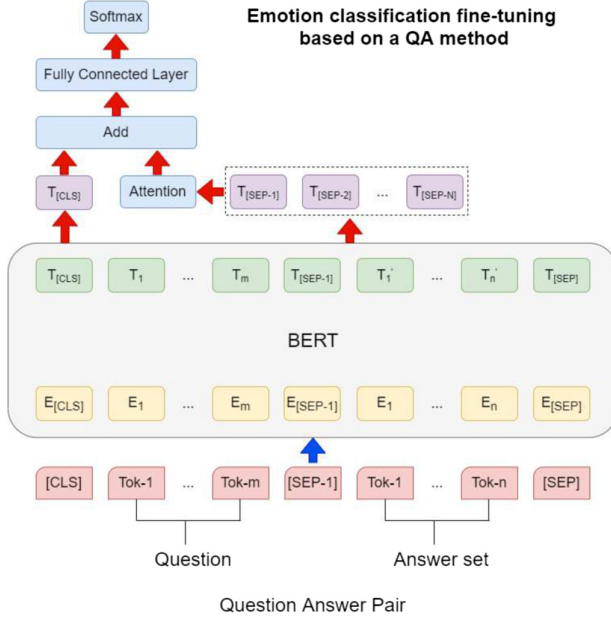 Emotion classification fine-tuning
based on a QA method
Softmax
Fully Connected Layer
Add
T[CLS] Attention T[SEP-1] T[SEP-2] ... T[SEP-N]
T[CLS] T1 ... Tm T[SEP-1] T1' ... Tn' T[SEP]
BERT
E[CLS] E1 ... Em E[SEP-1] E1 ... En E[SEP]
[CLS] Tok-1 ... Tok-m [SEP-1] Tok-1 ... Tok-n [SEP]
Question Answer set
Question Answer Pair